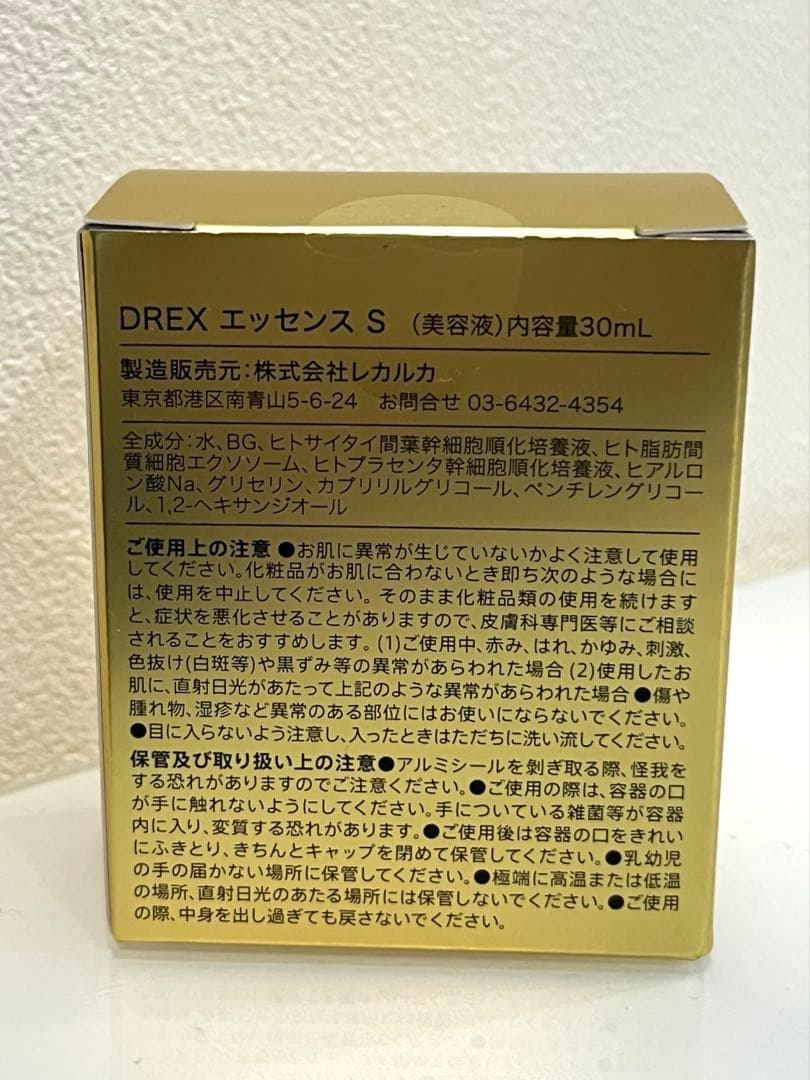 DREX エッセンス S （美容液）内容量30mL
製造販売元：株式会社レカルカ
東京都港区南青山5-6-24　お問合せ 03-6432-4354
全成分：水、BG、ヒトサイタイ間葉幹細胞順化培養液、ヒト脂肪間
質細胞エクソソーム、ヒトプラセンタ幹細胞順化培養液、ヒアルロ
ン酸Na、グリセリン、カプリリルグリコール、ペンチレングリコー
ル、1,2-ヘキサンジオール
ご使用上の注意 ●お肌に異常が生じていないかよく注意して使用
してください。化粧品がお肌に合わないとき即ち次のような場合に
は、使用を中止してください。そのまま化粧品類の使用を続けます
と、症状を悪化させることがありますので、皮膚科専門医等にご相談
されることをおすすめします。(1)ご使用中、赤み、はれ、かゆみ、刺激、
色抜け(白斑等)や黒ずみ等の異常があらわれた場合 (2)使用したお
肌に、直射日光があたって上記のような異常があらわれた場合 ●傷や
腫れ物、湿疹など異常のある部位にはお使いにならないでください。
●目に入らないよう注意し、入ったときはただちに洗い流してください。
保管及び取り扱い上の注意●アルミシールを剝ぎ取る際、怪我を
する恐れがありますのでご注意ください。●ご使用の際は、容器の口
が手に触れないようにしてください。手についている雑菌等が容器
内に入り、変質する恐れがあります。●ご使用後は容器の口をきれい
にふきとり、きちんとキャップを閉めて保管してください。●乳幼児
の手の届かない場所に保管してください。●極端に高温または低温
の場所、直射日光のあたる場所には保管しないでください。●ご使用
の際、中身を出し過ぎても戻さないでください。